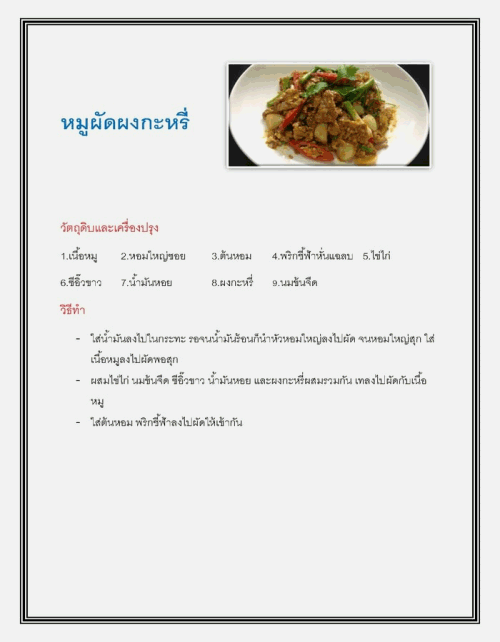 หมูผัดผงกะหรี่
วัตถุดิบและเครื่องปรุง
1.เนื้อหมู 2.หอมใหญ่ซอย 3.ต้นหอม 4.พริกชี้ฟ้าหั่นแฉลบ 5.ไข่ไก่
6.ซีอิ๊วขาว 7.น้ำมันหอย 8.ผงกะหรี่ 9.นมข้นจืด
วิธีทำ
- ใส่น้ำมันลงไปในกระทะ รอจนน้ำมันร้อนก็นำหัวหอมใหญ่ลงไปผัด จนหอมใหญ่สุก ใส่
เนื้อหมูลงไปผัดพอสุก
- ผสมไข่ไก่ นมข้นจืด ซีอิ๊วขาว น้ำมันหอย และผงกะหรี่ผสมรวมกัน เทลงไปผัดกับเนื้อ
หมู
- ใส่ต้นหอม พริกชี้ฟ้าลงไปผัดให้เข้ากัน